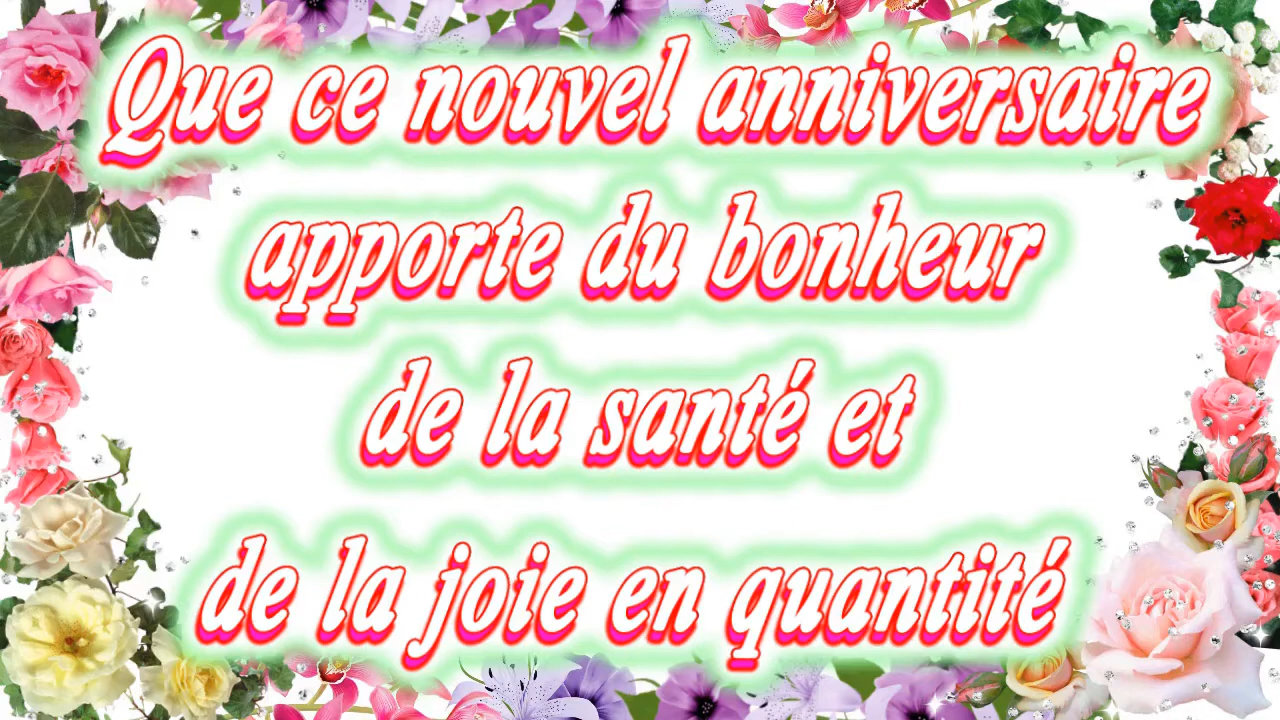 Que ce nouvel anniversaire
apporte du bonheur
de la santé et
de la joie en quantité